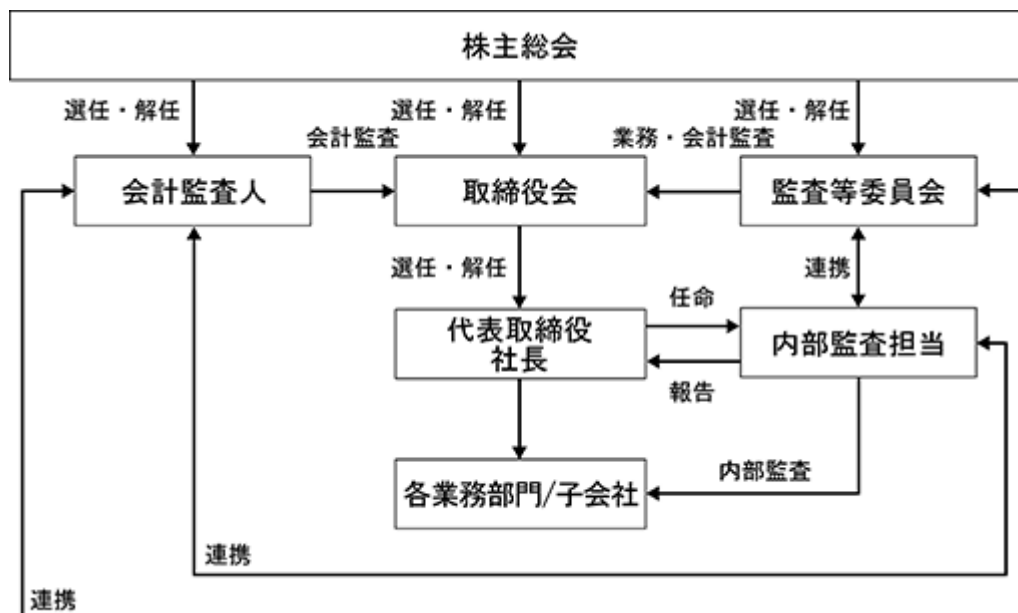 株主総会
選任・解任
選任・解任
選任・解任
会計監査
業務・会計監査
会計監査人
取締役会
監査等委員会
選任・解任
連携
任命
代表取締役
社長
内部監査担当
報告
内部監査
各業務部門/子会社
連携
連携